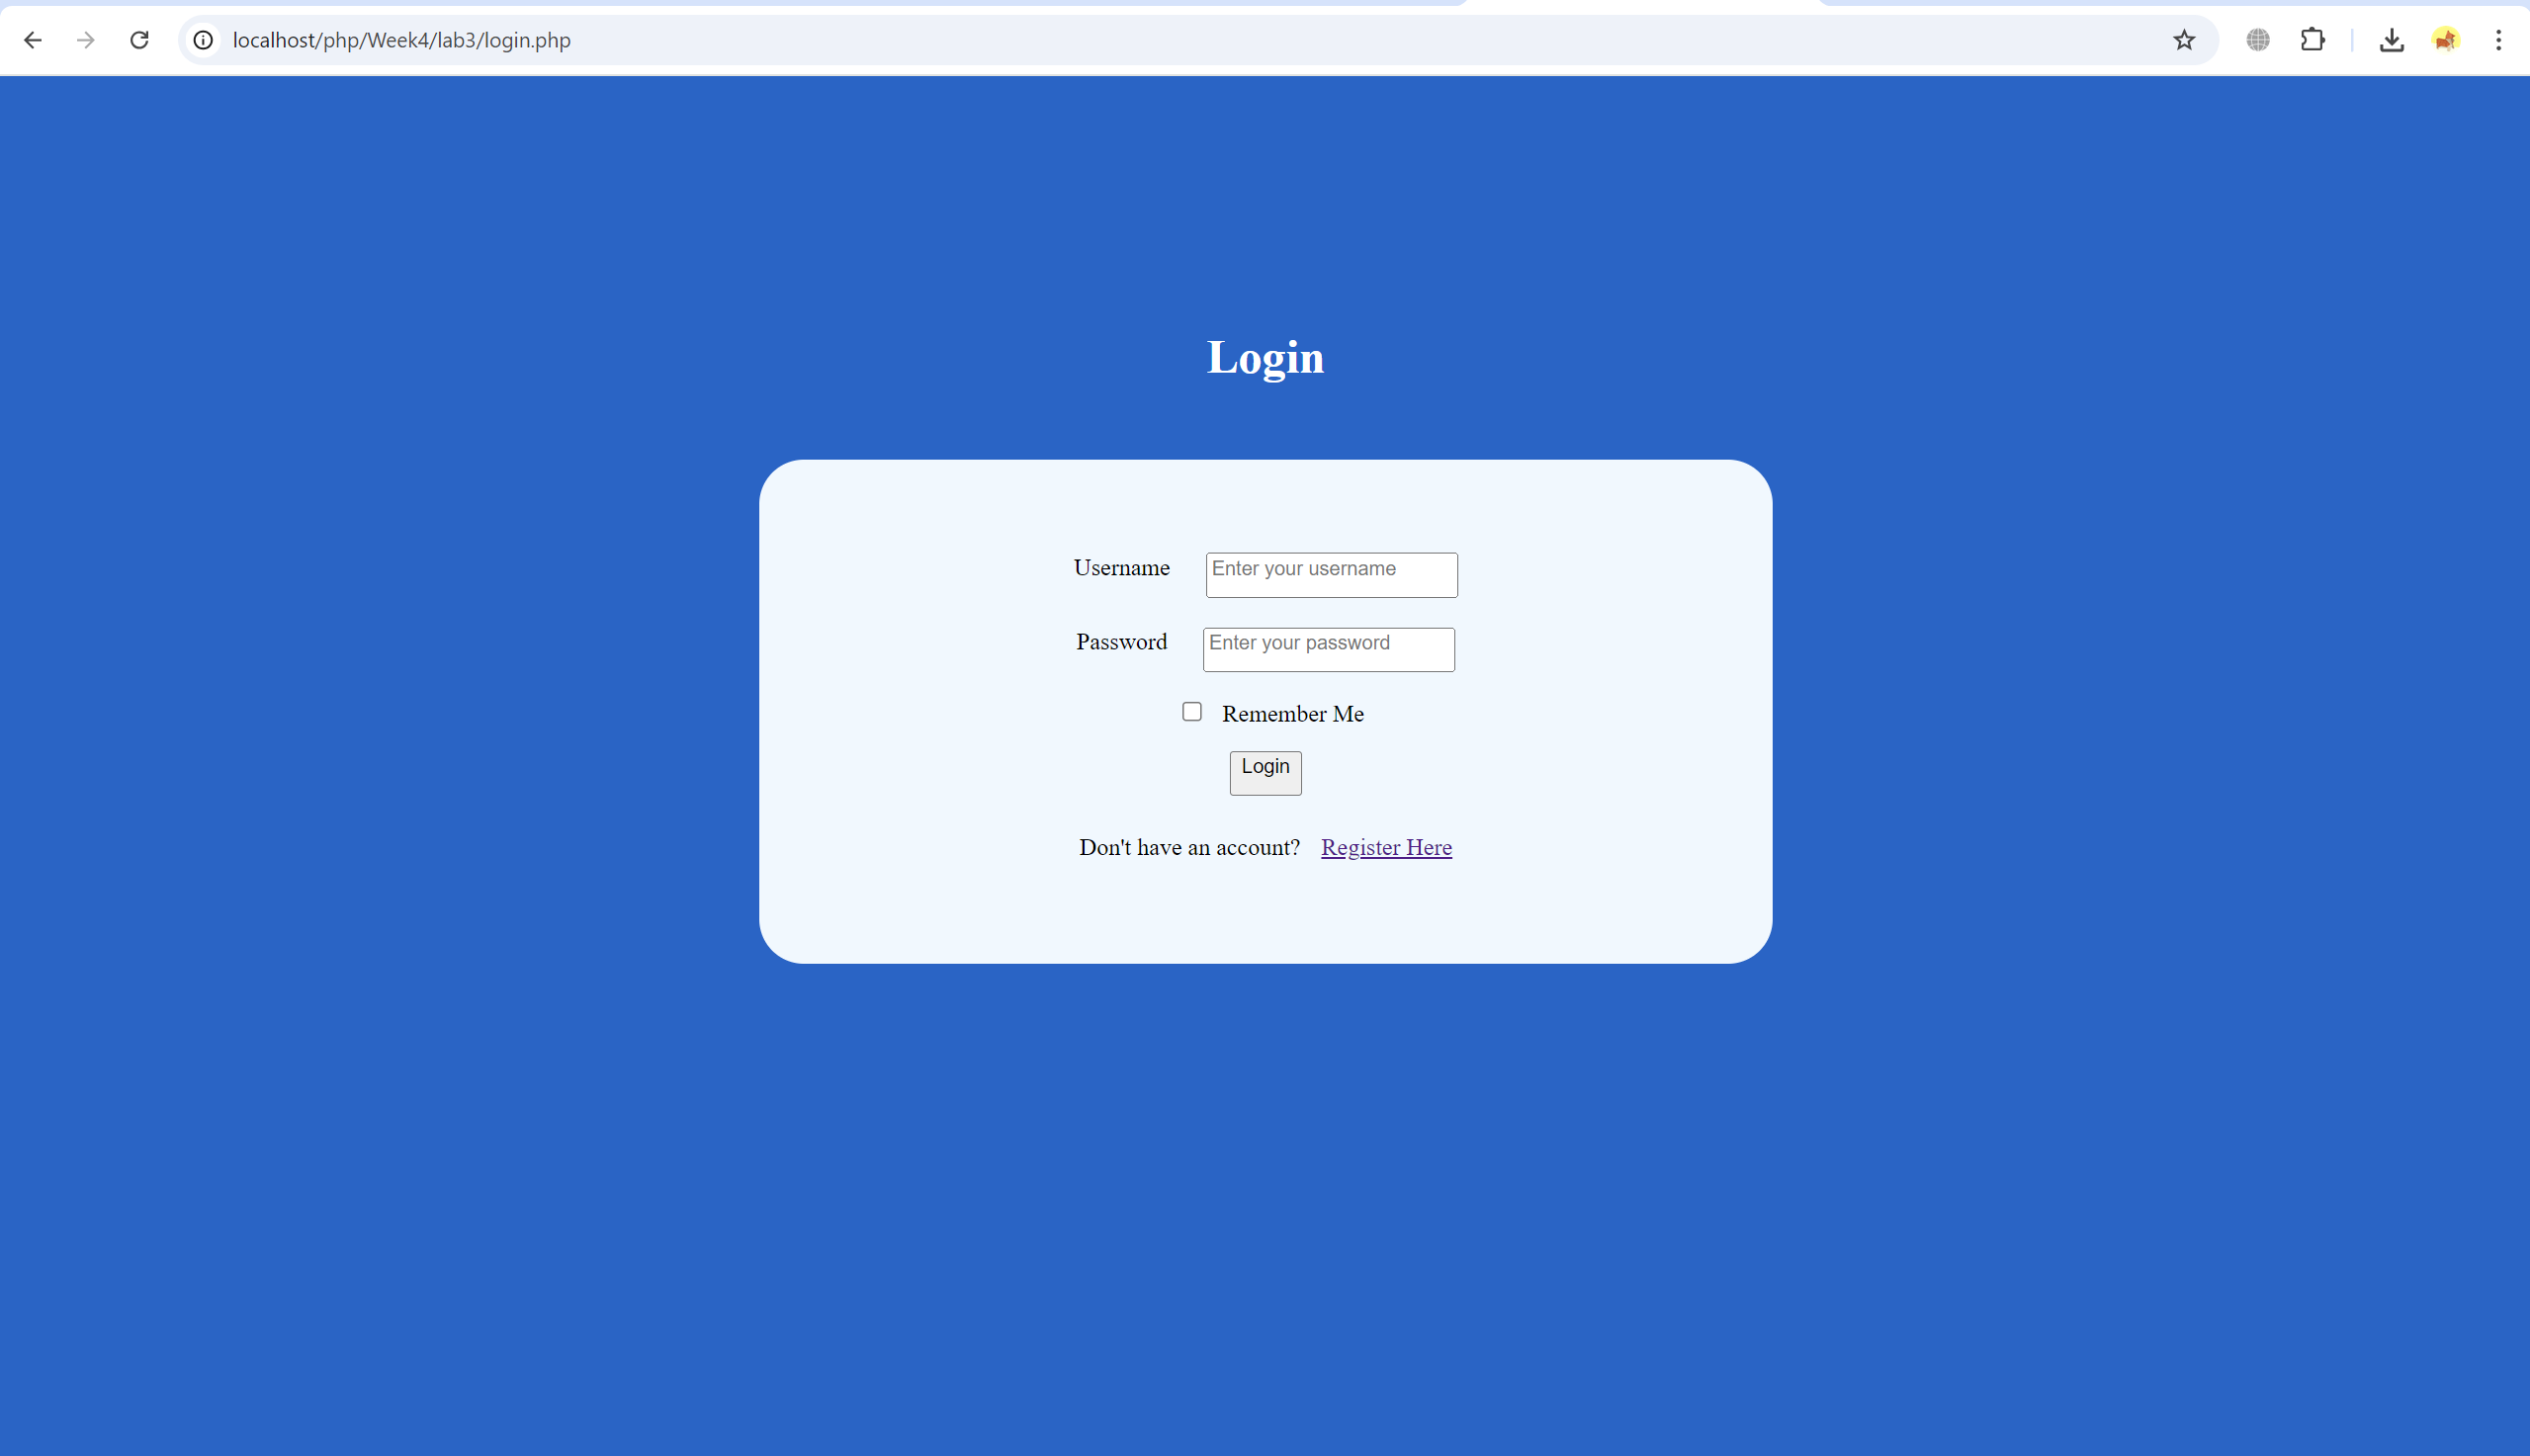 localhost/php/Week4/lab3/login.php
Login
Username Enter your username
Password Enter your password
Remember Me
Login
Don't have an account? Register Here